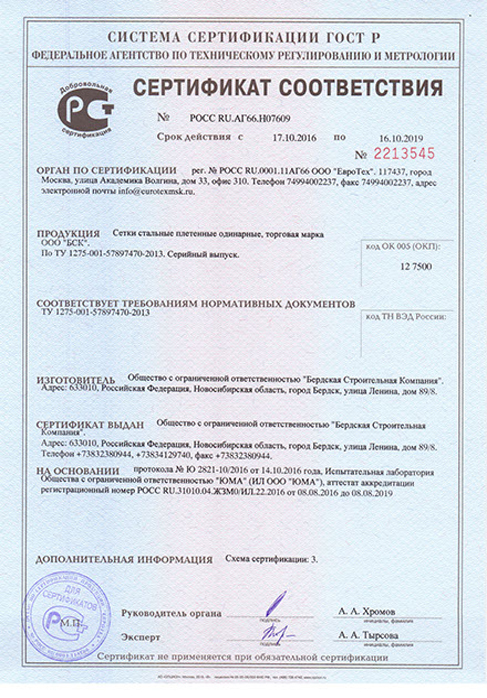 СИСТЕМА СЕРТИФИКАЦИИ ГОСТ Р
ФЕДЕРАЛЬНОЕ АГЕНТСТВО ПО ТЕХНИЧЕСКОМУ РЕГУЛИРОВАНИЮ И МЕТРОЛОГИИ
Добровольная
сертификация
СЕРТИФИКАТ СООТВЕТСТВИЯ
№ РОСС RU.АГ66.Н07609
Срок действия с 17.10.2016 по 16.10.2019
№ 2213545
ОРГАН ПО СЕРТИФИКАЦИИ рег. № РОСС RU.0001.11АГ66 ООО "ЕвроТех". 117437, город
Москва, улица Академика Волгина, дом 33, офис 310. Телефон 74994002237, факс 74994002237, адрес
электронной почты info@eurotexmsk.ru.
ПРОДУКЦИЯ Сетки стальные плетенные одинарные, торговая марка
ООО "БСК".
По ТУ 1275-001-57897470-2013. Серийный выпуск.
код ОК 005 (ОКП):
12 7500
СООТВЕТСТВУЕТ ТРЕБОВАНИЯМ НОРМАТИВНЫХ ДОКУМЕНТОВ
ТУ 1275-001-57897470-2013
код ТН ВЭД России:
ИЗГОТОВИТЕЛЬ Общество с ограниченной ответственностью "Бердская Строительная Компания".
Адрес: 633010, Российская Федерация, Новосибирская область, город Бердск, улица Ленина, дом 89/8.
СЕРТИФИКАТ ВЫДАН Общество с ограниченной ответственностью "Бердская Строительная
Компания".
Адрес: 633010, Российская Федерация, Новосибирская область, город Бердск, улица Ленина, дом 89/8.
Телефон +73832380944, +73834129740, факс +73832380944.
НА ОСНОВАНИИ протокола № Ю 2821-10/2016 от 14.10.2016 года, Испытательная лаборатория
Общества с ограниченной ответственностью "ЮМА" (ИЛ ООО "ЮМА"), аттестат аккредитации
регистрационный номер РОСС RU.31010.04.ЖЗМ0/ИЛ.22.2016 от 08.08.2016 до 08.08.2019
ДОПОЛНИТЕЛЬНАЯ ИНФОРМАЦИЯ Схема сертификации: 3.
ДЛЯ
СЕРТИФИКАТОВ
М.П.
Руководитель органа А. А. Хромов
подпись инициалы, фамилия
Эксперт А. А. Тырсова
подпись инициалы, фамилия
Сертификат не применяется при обязательной сертификации